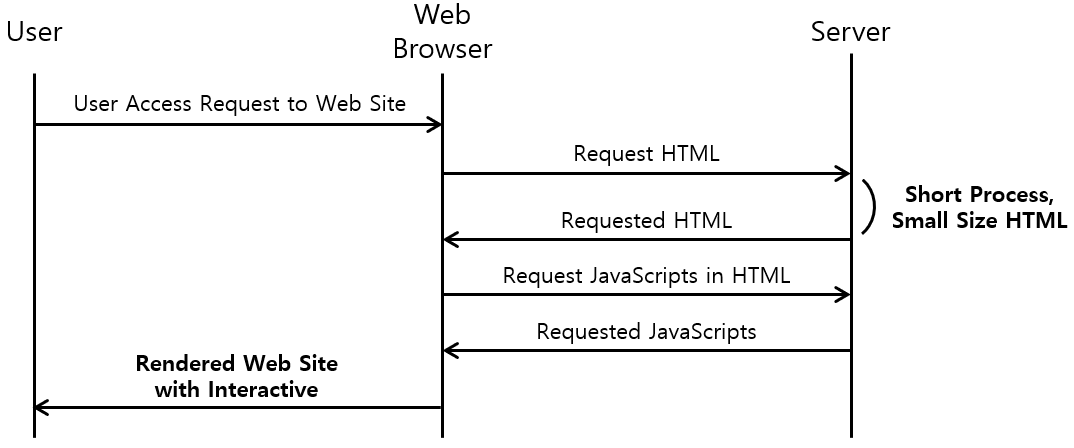 User
Web
Browser
Server
User Access Request to Web Site
Request HTML
Short Process,
Small Size HTML
Requested HTML
Request JavaScripts in HTML
Requested JavaScripts
Rendered Web Site
with Interactive